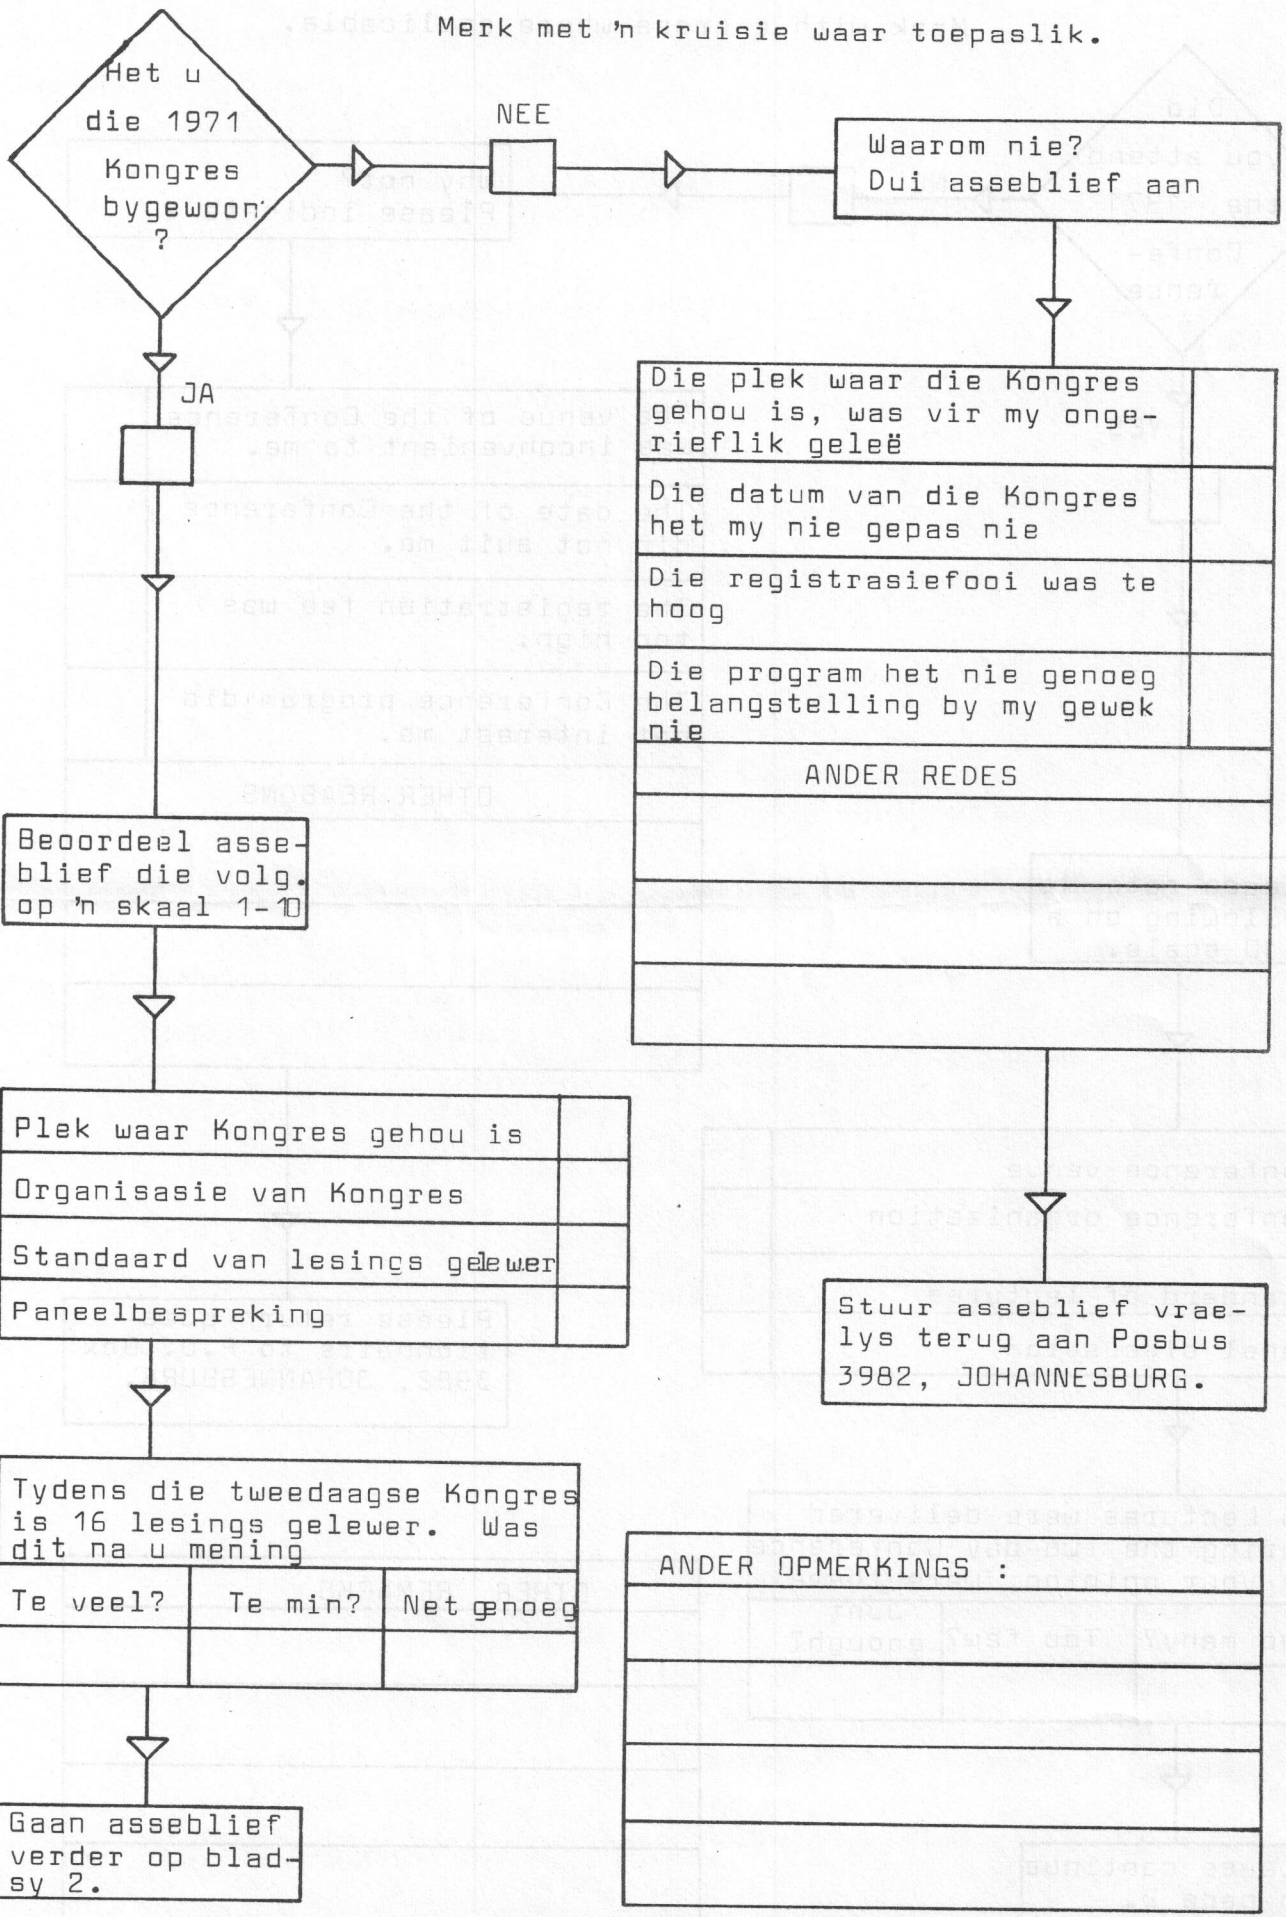 Merk met 'n kruisie waar toepaslik.
Het u
die 1971
Kongres
bygewoon
?
NEE
Waarom nie?
Dui asseblief aan
JA
Die plek waar die Kongres
gehou is, was vir my onge-
rieflik geleë
Die datum van die Kongres
het my nie gepas nie
Die registrasiefooi was te
hoog
Die program het nie genoeg
belangstelling by my gewek
nie
ANDER REDES
Beoordeel asse-
blief die volg.
op 'n skaal 1-10
Plek waar Kongres gehou is
Organisasie van Kongres
Standaard van lesings gelewer
Paneelbespreking
Stuur asseblief vrae-
lys terug aan Posbus
3982, JOHANNESBURG.
Tydens die tweedaagse Kongres
is 16 lesings gelewer. Was
dit na u mening
Te veel? Te min? Net genoeg
ANDER OPMERKINGS :
Gaan asseblief
verder op blad-
sy 2.